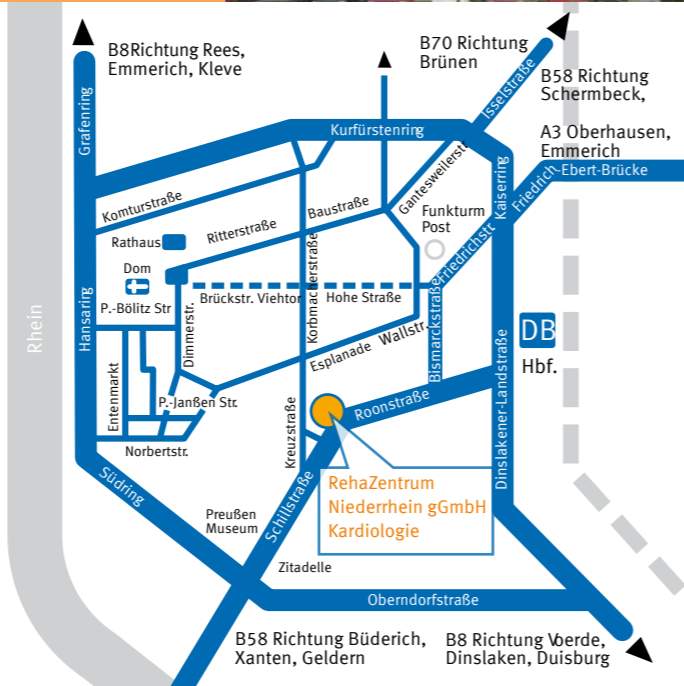 B8Richtung Rees,
Emmerich, Kleve
B70 Richtung
Brünen
B58 Richtung
Schermbeck,
A3 Oberhausen,
Emmerich
Isselstraße
Grafenring
Kurfürstenring
Kaiserring
Friedrich
Ebert-Brücke
Gantesweilerstr.
Komturstraße
Ritterstraße
Baustraße
Funkturm
Post
Friedrichstr.
Rathaus
Dom
P.-Bölitz Str
Brückstr. Viehtor
Hohe Straße
Korbmacherstraße
Rhein
Hansaring
Dimmerstr.
Esplanade
Wallstr.
Bismarckstraße
DB
Hbf.
Dinslakener-Landstraße
Entenmarkt
P.-Janßen Str.
Norbertstr.
Kreuzstraße
Roonstraße
RehaZentrum
Niederrhein gGmbH
Kardiologie
Südring
Schillstraße
Preußen
Museum
Zitadelle
Oberndorfstraße
B58 Richtung Büderich,
Xanten, Geldern
B8 Richtung Voerde,
Dinslaken, Duisburg